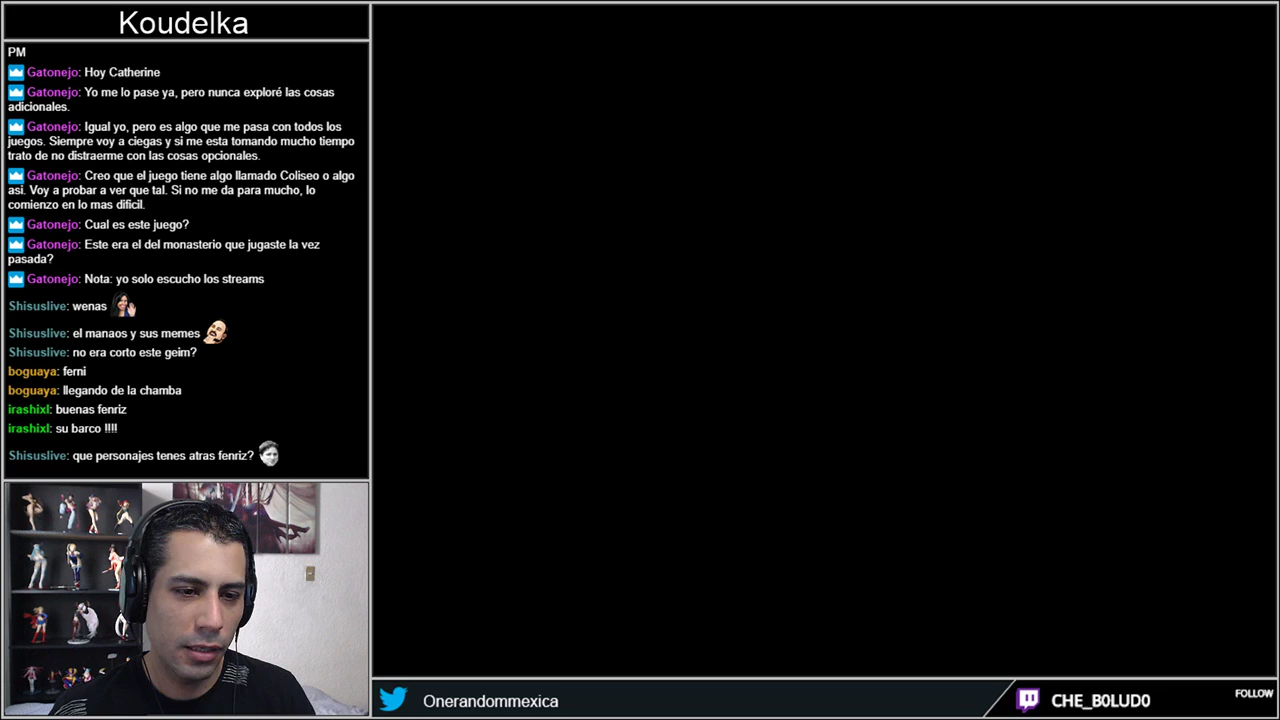 Koudelka
PM
Gatonejo: Hoy Catherine
Gatonejo: Yo me lo pase ya, pero nunca exploré las cosas
adicionales.
Gatonejo: Igual yo, pero es algo que me pasa con todos los
juegos. Siempre voy a ciegas y si me esta tomando mucho tiempo
trato de no distraerme con las cosas opcionales.
Gatonejo: Creo que el juego tiene algo llamado Coliseo o algo
asi. Voy a probar a ver que tal. Si no me da para mucho, lo
comienzo en lo mas dificil.
Gatonejo: Cual es este juego?
Gatonejo: Este era el del monasterio que jugaste la vez
pasada?
Gatonejo: Nota: yo solo escucho los streams
Shisuslive: wenas
Shisuslive: el manaos y sus memes
Shisuslive: no era corto este geim?
boguaya: ferni
boguaya: llegando de la chamba
irashixl: buenas fenriz
irashixl: su barco !!!!
Shisuslive: que personajes tenes atras fenriz?
Onerandommexica
CHE_B0LUD0
FOLLOW